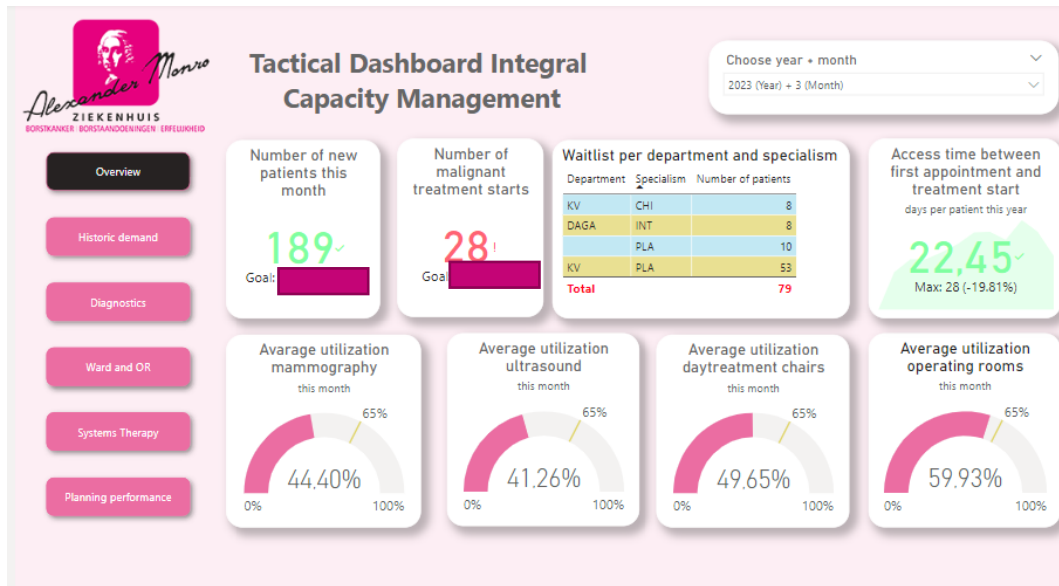 Alexander Monro
ZIEKENHUIS
BORSTKANKER BORSTAANDOENINGEN ERFELIJKHEID
Tactical Dashboard Integral
Capacity Management
Choose year + month
2023 (Year) + 3 (Month)
Overview
Historic demand
Diagnostics
Ward and OR
Systems Therapy
Planning performance
Number of new
patients this
month
189
Goal:
Number of
malignant
treatment starts
28!
Goal
Waitlist per department and specialism
Department Specialism Number of patients
KV CHI 8
DAGA INT 8
PLA 10
KV PLA 53
Total 79
Access time between
first appointment and
treatment start
days per patient this year
22,45
Max: 28 (-19.81%)
Avarage utilization
mammography
this month
65%
44,40%
0% 100%
Average utilization
ultrasound
this month
65%
41,26%
0% 100%
Average utilization
daytreatment chairs
this month
65%
49,65%
0% 100%
Average utilization
operating rooms
this month
65%
59,93%
0% 100%